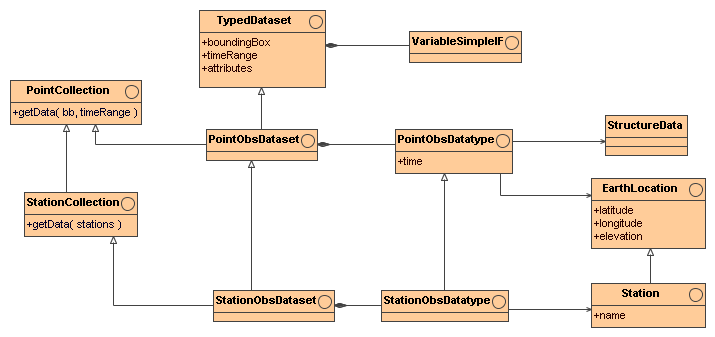 TypedDataset
+boundingBox
+timeRange
+attributes
VariableSimpleIF
PointCollection
+getData( bb, timeRange )
PointObsDataset
PointObsDatatype
+time
StructureData
StationCollection
+getData( stations )
EarthLocation
+latitude
+longitude
+elevation
StationObsDataset
StationObsDatatype
Station
+name